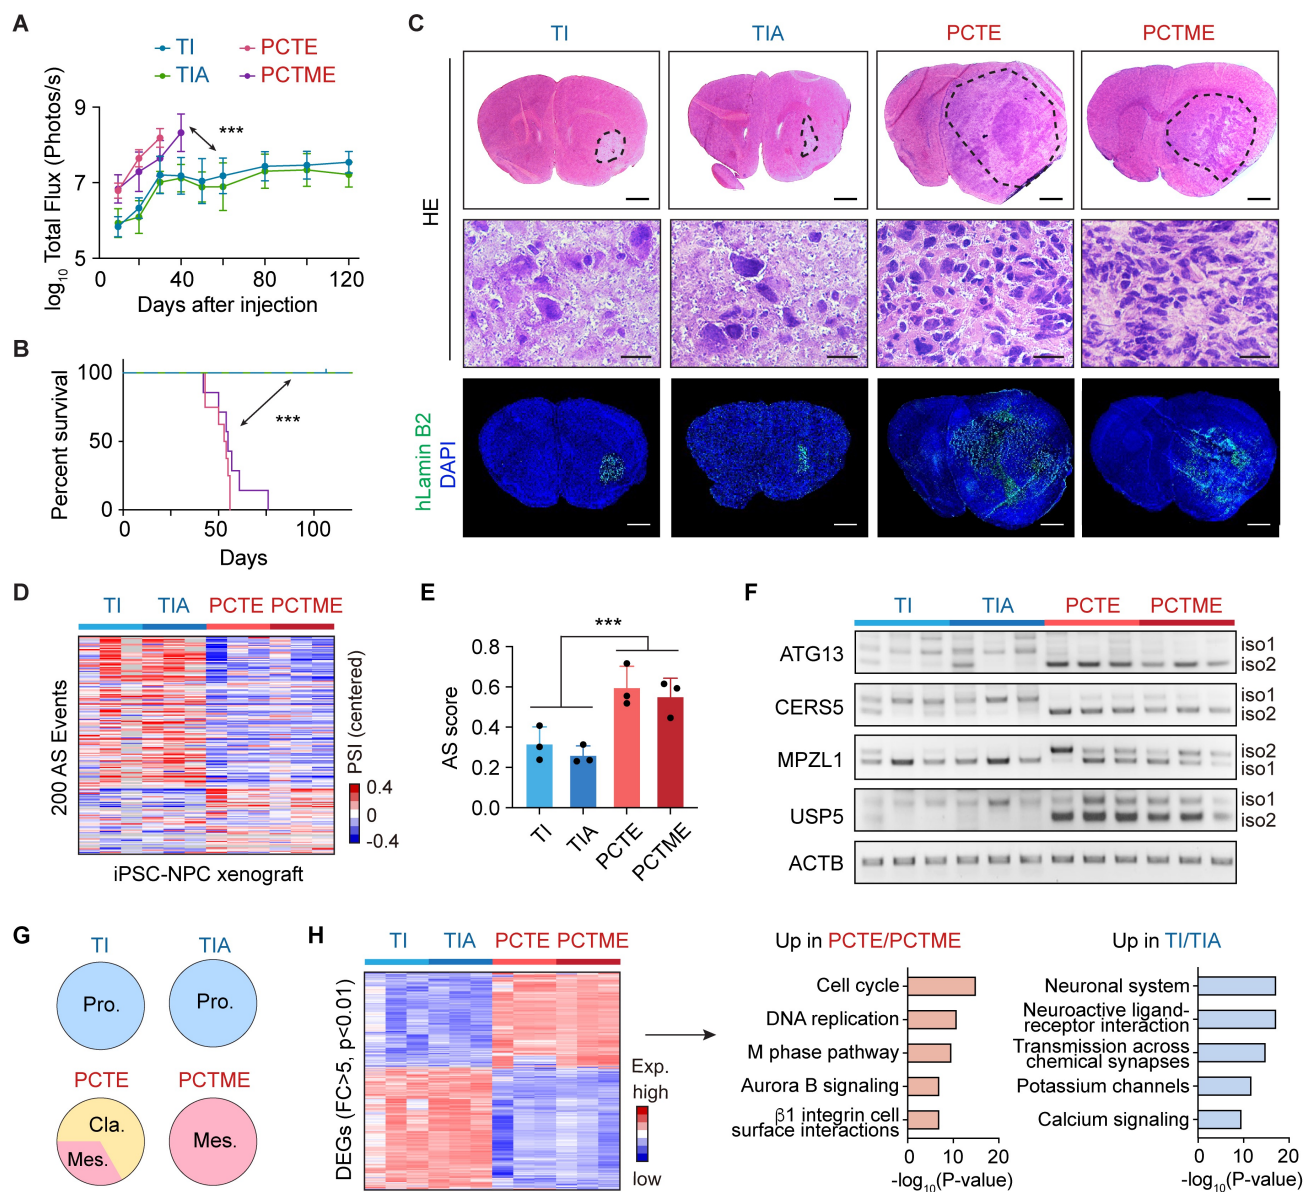 A
TI
PCTE
TIA
PCTME
log10 Total Flux (Photos/s)
9
7
5
***
0
40
80
120
Days after injection
B
Percent survival
100
50
0
***
0
50
100
Days
C
TI
TIA
PCTE
PCTME
HE
hLamin B2
DAPI
D
TI
TIA
PCTE
PCTME
200 AS Events
PSI (centered)
0.4
0
-0.4
iPSC-NPC xenograft
E
***
AS score
0.8
0.6
0.4
0.2
0.0
TI
TIA
PCTE
PCTME
F
TI
TIA
PCTE
PCTME
ATG13
iso1
iso2
CERS5
iso1
iso2
MPZL1
iso2
iso1
USP5
iso1
iso2
ACTB
G
TI
TIA
Pro.
Pro.
PCTE
PCTME
Cla.
Mes.
Mes.
H
TI
TIA
PCTE
PCTME
DEGs (FC>5, p<0.01)
Exp.
high
low
Up in PCTE/PCTME
Cell cycle
DNA replication
M phase pathway
Aurora B signaling
β1 integrin cell
surface interactions
0
10
20
-log10(P-value)
Up in TI/TIA
Neuronal system
Neuroactive ligand-
receptor interaction
Transmission across
chemical synapses
Potassium channels
Calcium signaling
0
10
20
-log10(P-value)